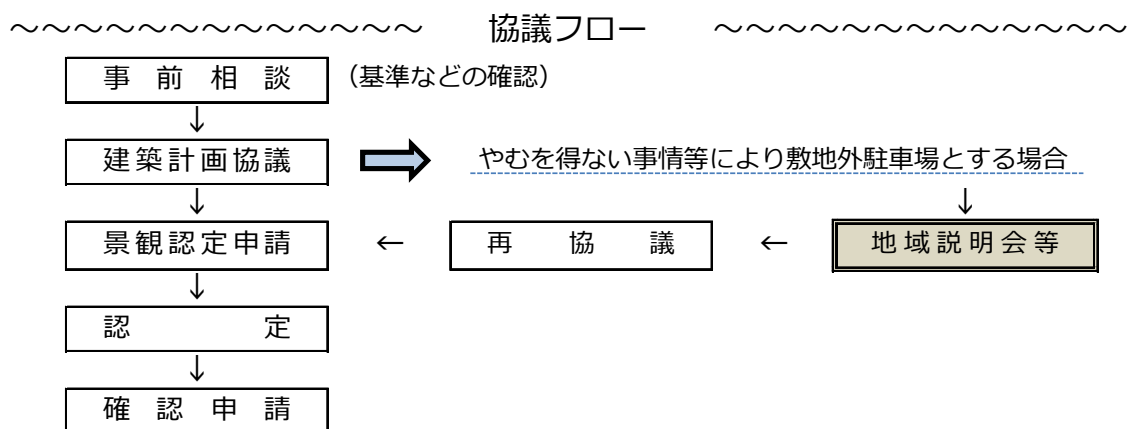 ~~~~~~~~~~~~~ 協議フロー ~~~~~~~~~~~~~
事前相談 (基準などの確認)
↓
建築計画協議 ➡ やむを得ない事情等により敷地外駐車場とする場合
↓ ↓
景観認定申請 ← 再協議 ← 地域説明会等
↓
認定
↓
確認申請